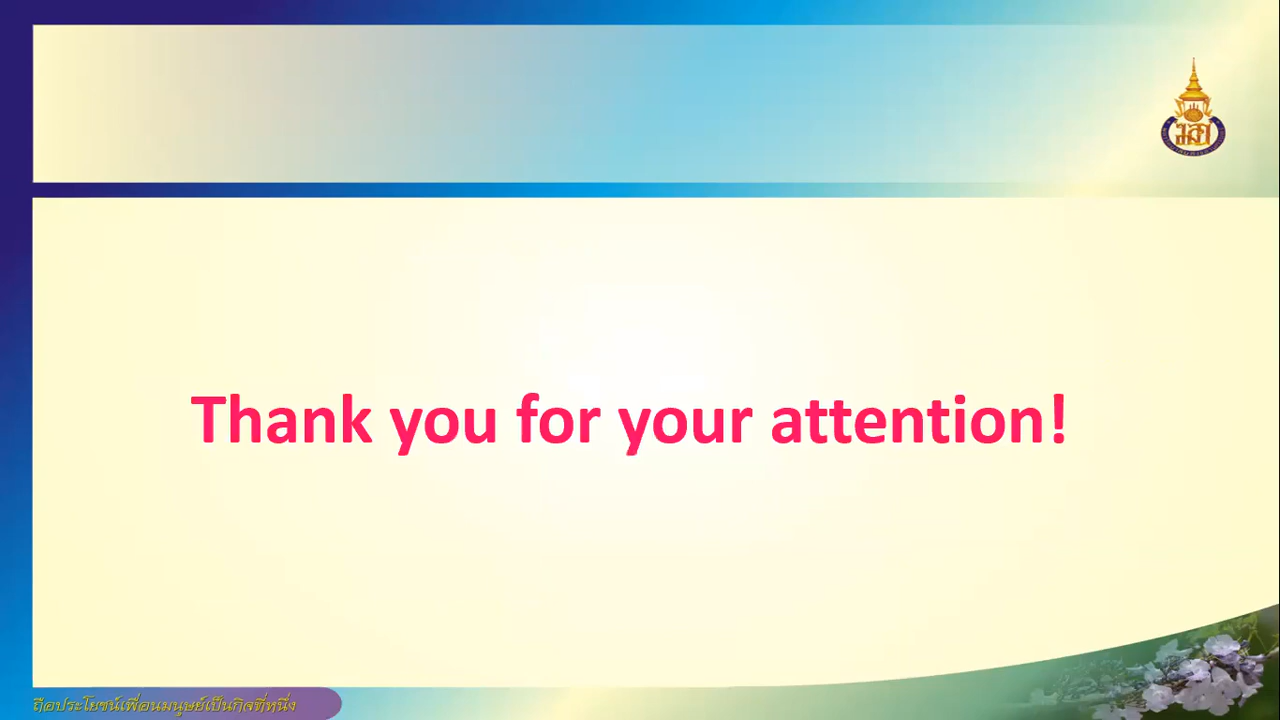 Thank you for your attention!
ถือประโยชน์เพื่อนมนุษย์เป็นกิจที่หนึ่ง